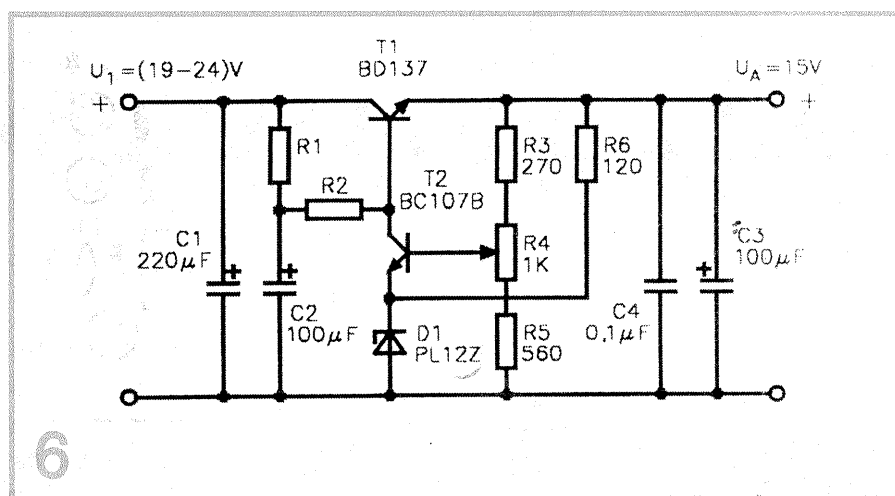 T1
BD137
U1=(19-24)V
+
UA=15V
+
R1
R2
R3
270
R6
120
T2
BC107B
R4
1K
C1
220µF
+
C2
100µF
+
D1
PL12Z
R5
560
C4
0,1µF
C3
100µF
+
6